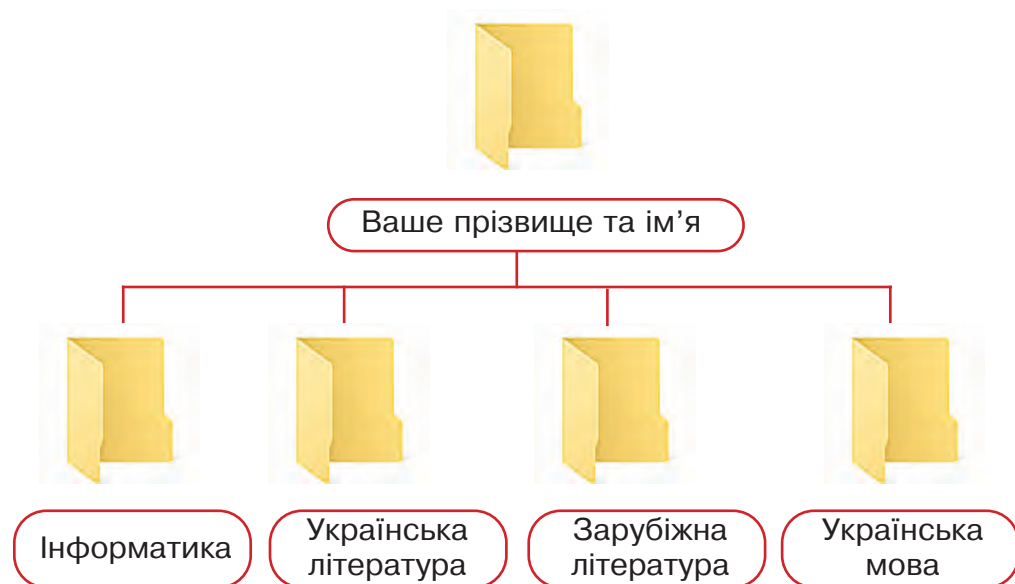 Ваше прізвище та ім’я
Інформатика
Українська
література
Зарубіжна
література
Українська
мова